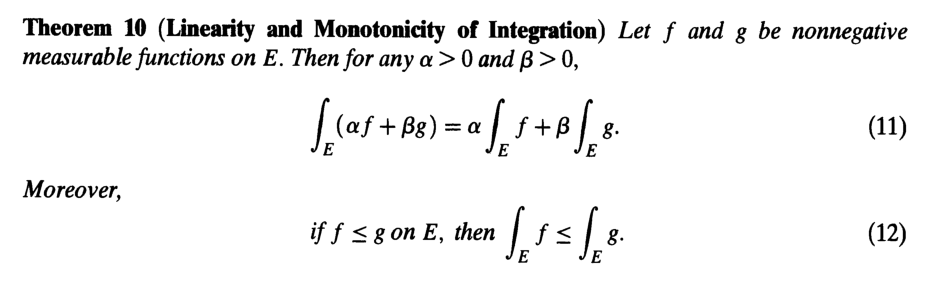 Theorem 10 (Linearity and Monotonicity of Integration) Let f and g be nonnegative
measurable functions on E. Then for any α > 0 and β > 0,
∫_E (αf + βg) = α ∫_E f + β ∫_E g. (11)
Moreover,
if f ≤ g on E, then ∫_E f ≤ ∫_E g. (12)